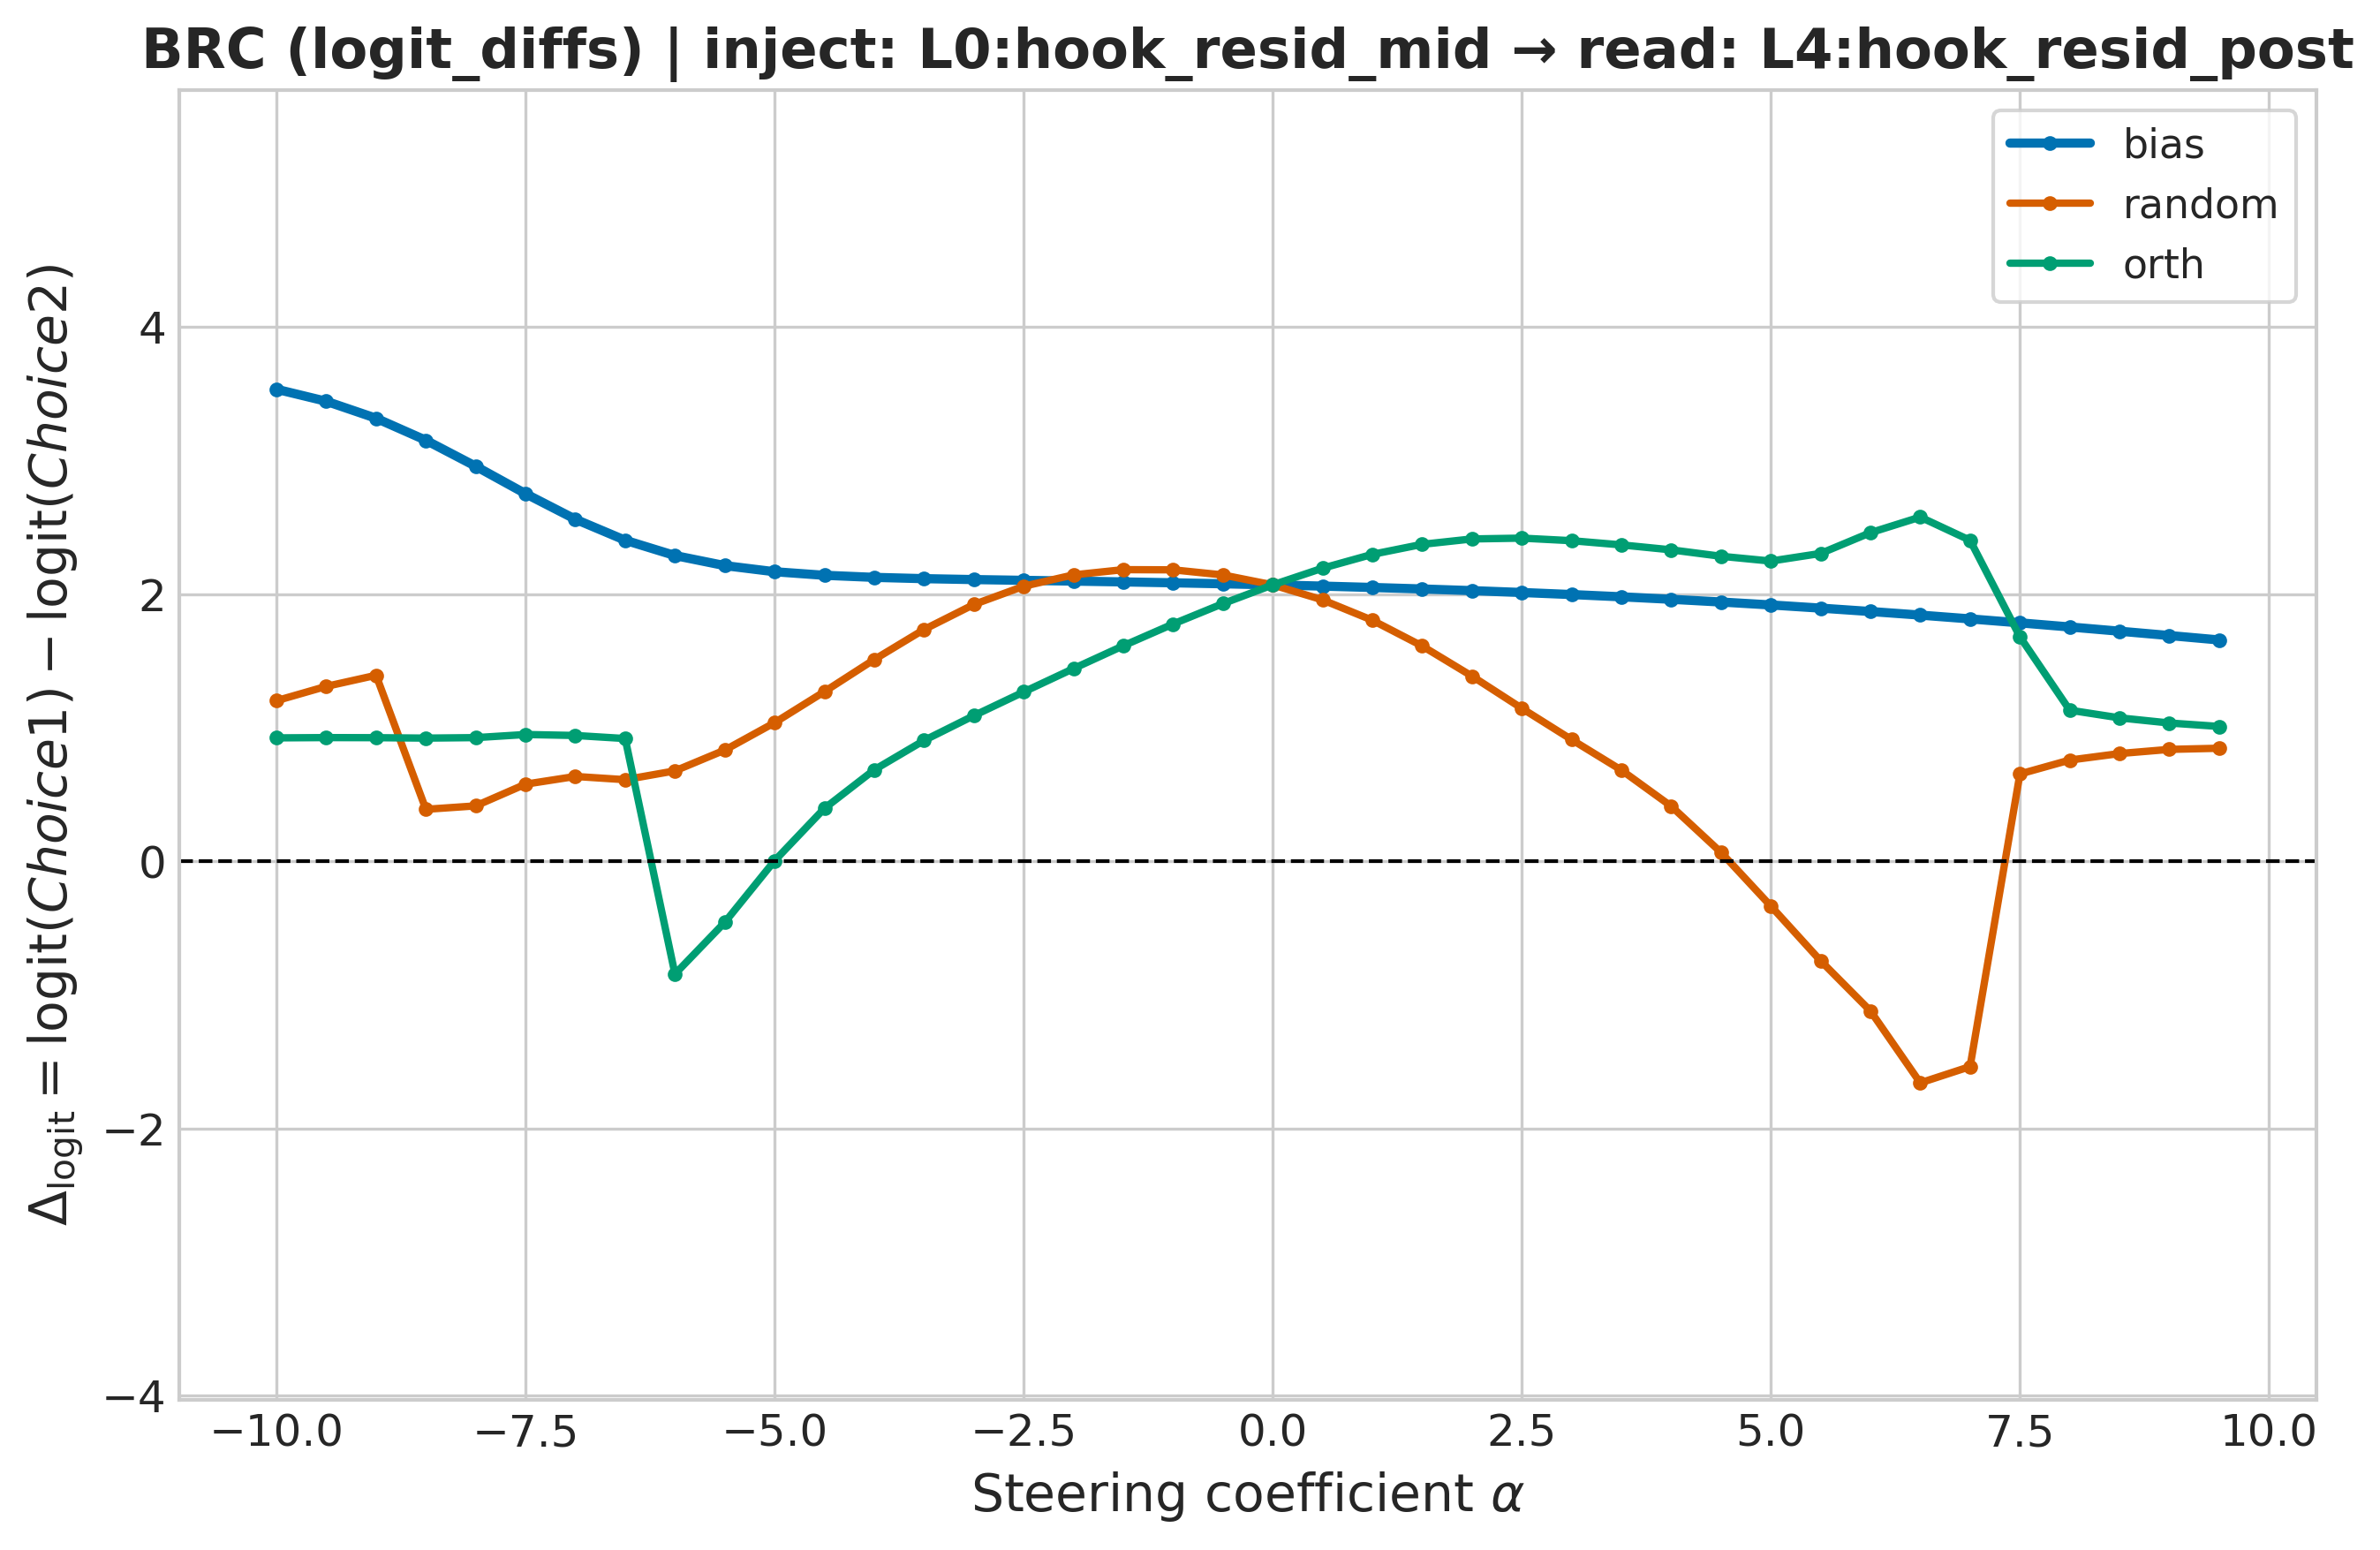 BRC (logit_diffs) | inject: L0:hook_resid_mid → read: L4:hook_resid_post
bias
random
orth
Δlogit = logit(Choice1) − logit(Choice2)
4
2
0
−2
−4
−10.0 −7.5 −5.0 −2.5 0.0 2.5 5.0 7.5 10.0
Steering coefficient α